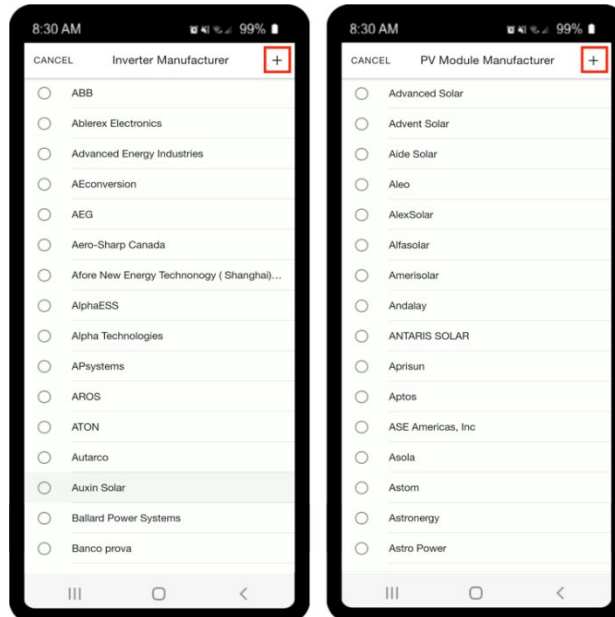 8:30 AM 99%
CANCEL Inverter Manufacturer +
ABB
Ablerex Electronics
Advanced Energy Industries
AEconversion
AEG
Aero-Sharp Canada
Afore New Energy Technonogy ( Shanghai)...
AlphaESS
Alpha Technologies
APsystems
AROS
ATON
Autarco
Auxin Solar
Ballard Power Systems
Banco prova
8:30 AM 99%
CANCEL PV Module Manufacturer +
Advanced Solar
Advent Solar
Aide Solar
Aleo
AlexSolar
Alfasolar
Amerisolar
Andalay
ANTARIS SOLAR
Aprisun
Aptos
ASE Americas, Inc
Asola
Astom
Astronergy
Astro Power